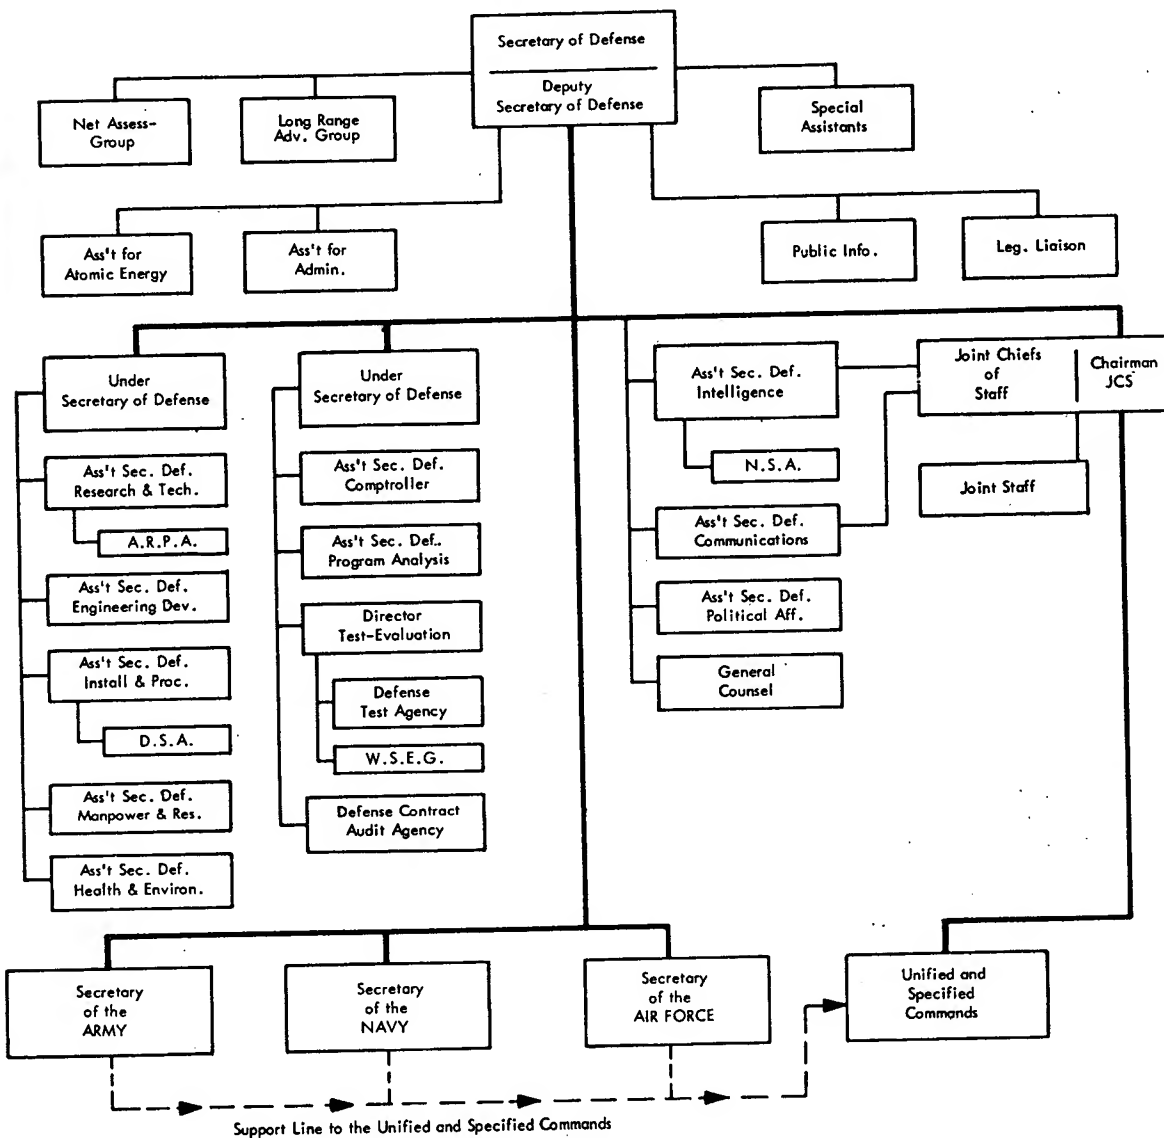 Secretary of Defense
Deputy
Secretary of Defense
Net Assess-
Group
Long Range
Adv. Group
Special
Assistants
Ass't for
Atomic Energy
Ass't for
Admin.
Public Info.
Leg. Liaison
Under
Secretary of Defense
Ass't Sec. Def.
Research & Tech.
A.R.P.A.
Ass't Sec. Def.
Engineering Dev.
Ass't Sec. Def.
Install & Proc.
D.S.A.
Ass't Sec. Def.
Manpower & Res.
Ass't Sec. Def.
Health & Environ.
Under
Secretary of Defense
Ass't Sec. Def.
Comptroller
Ass't Sec. Def..
Program Analysis
Director
Test-Evaluation
Defense
Test Agency
W.S.E.G.
Defense Contract
Audit Agency
Ass't Sec. Def.
Intelligence
N.S.A.
Ass't Sec. Def.
Communications
Ass't Sec. Def.
Political Aff.
General
Counsel
Joint Chiefs
of
Staff
Chairman
JCS
Joint Staff
Secretary
of the
ARMY
Secretary
of the
NAVY
Secretary
of the
AIR FORCE
Unified and
Specified
Commands
Support Line to the Unified and Specified Commands